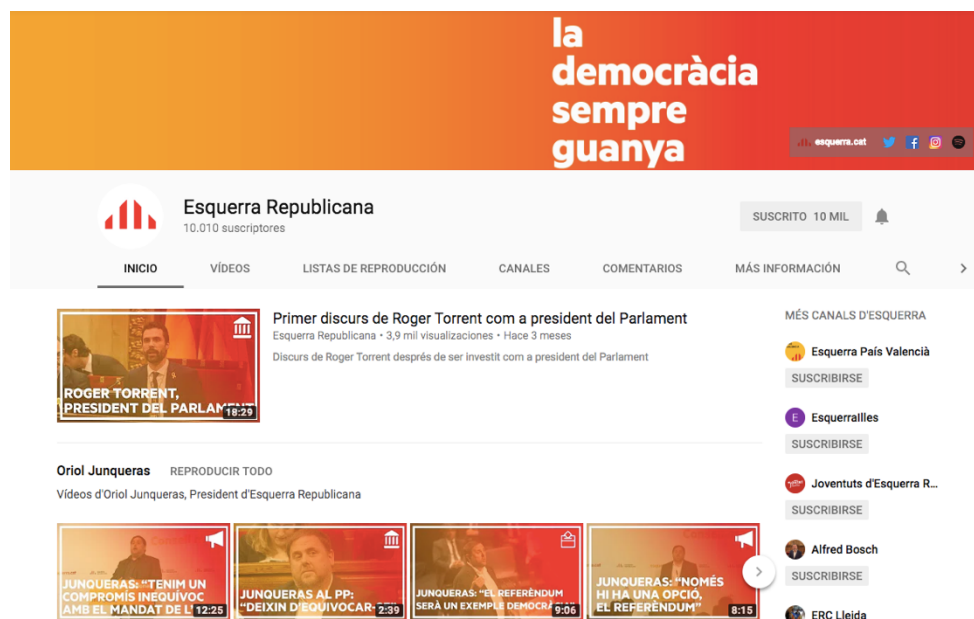 la
democràcia
sempre
guanya
esquerra.cat
Esquerra Republicana
10.010 suscriptores
SUSCRITO 10 MIL
INICIO VÍDEOS LISTAS DE REPRODUCCIÓN CANALES COMENTARIOS MÁS INFORMACIÓN
ROGER TORRENT,
PRESIDENT DEL PARLAMENT
18:29
Primer discurs de Roger Torrent com a president del Parlament
Esquerra Republicana • 3,9 mil visualizaciones • Hace 3 meses
Discurs de Roger Torrent després de ser investit com a president del Parlament
Oriol Junqueras REPRODUCIR TODO
Vídeos d'Oriol Junqueras, President d'Esquerra Republicana
JUNQUERAS: "TENIM UN
COMPROMÍS INEQUÍVOC
AMB EL MANDAT DE L'
12:25
JUNQUERAS AL PP:
"DEIXIN D'EQUIVOCAR-
2:39
JUNQUERAS: "EL REFERÈNDUM
SERÀ UN EXEMPLE DEMOCRÀ
9:06
JUNQUERAS: "NOMÉS
HI HA UNA OPCIÓ,
EL REFERÈNDUM"
8:15
MÉS CANALS D'ESQUERRA
Esquerra País Valencià
SUSCRIBIRSE
E
Esquerrallles
SUSCRIBIRSE
Joventuts d'Esquerra R...
SUSCRIBIRSE
Alfred Bosch
SUSCRIBIRSE
ERC Lleida